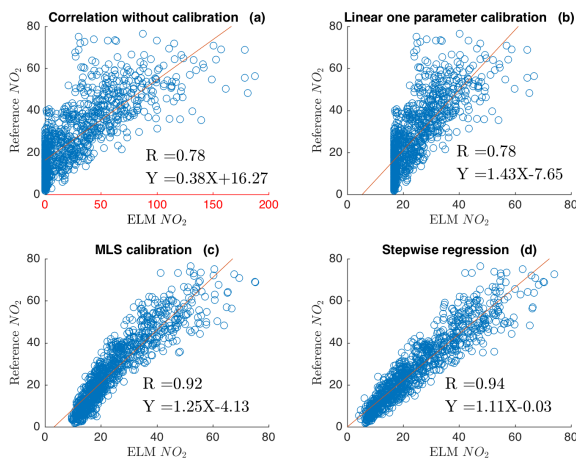 Correlation without calibration (a)
Reference NO2
80
60
40
20
0
R =0.78
Y =0.38X+16.27
0 50 100 150 200
ELM NO2
Linear one parameter calibration (b)
Reference NO2
80
60
40
20
0
R =0.78
Y =1.43X-7.65
0 20 40 60 80
ELM NO2
MLS calibration (c)
Reference NO2
80
60
40
20
0
R =0.92
Y =1.25X-4.13
0 20 40 60 80
ELM NO2
Stepwise regression (d)
Reference NO2
80
60
40
20
0
R =0.94
Y =1.11X-0.03
0 20 40 60 80
ELM NO2